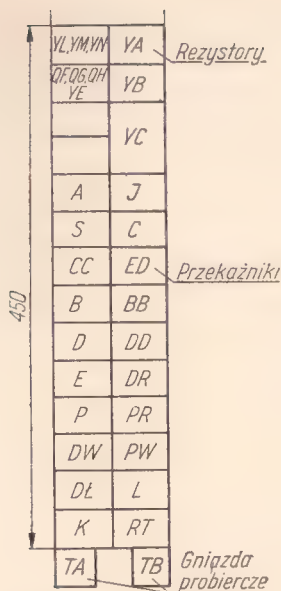 YL,YM,YN YA Rezystory
QF,QG,QH
YE YB
YC
A J
S C
CC ED Przekaźniki
450
B BB
D DD
E DR
P PR
DW PW
DŁ L
K RT
TA TB Gniazda
probiercze